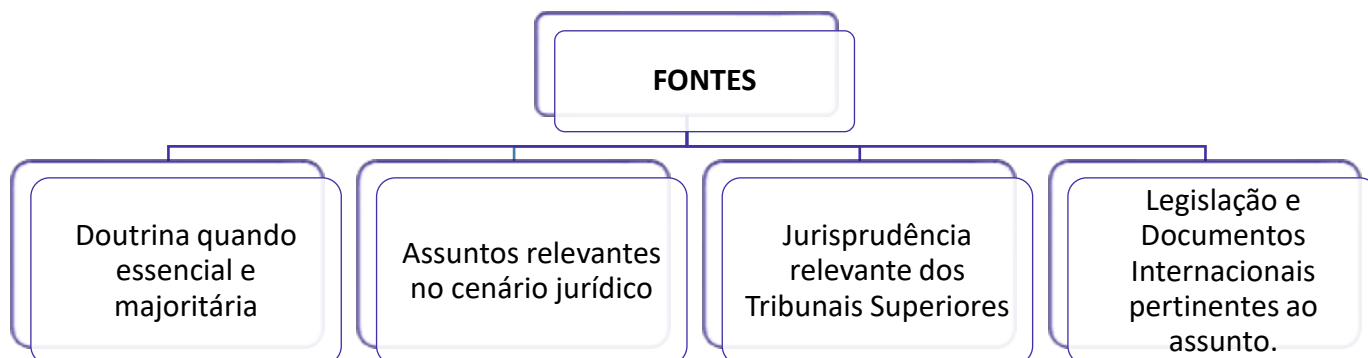 FONTES
Doutrina quando
essencial e
majoritária
Assuntos relevantes
no cenário jurídico
Jurisprudência
relevante dos
Tribunais Superiores
Legislação e
Documentos
Internacionais
pertinentes ao
assunto.